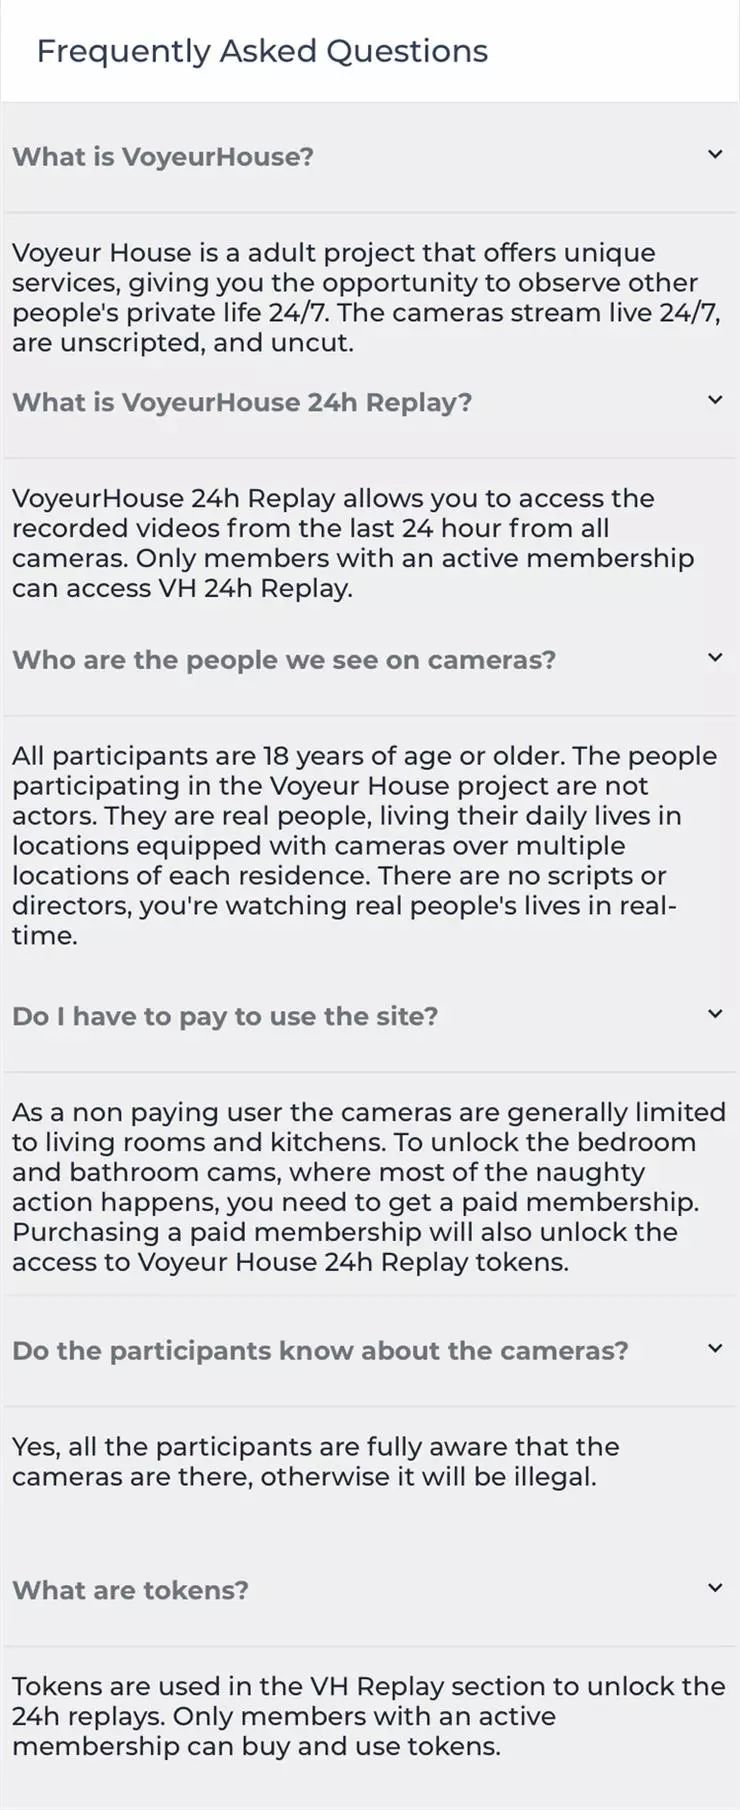 Frequently Asked Questions
What is VoyeurHouse?
Voyeur House is a adult project that offers unique
services, giving you the opportunity to observe other
people's private life 24/7. The cameras stream live 24/7,
are unscripted, and uncut.
What is VoyeurHouse 24h Replay?
VoyeurHouse 24h Replay allows you to access the
recorded videos from the last 24 hour from all
cameras. Only members with an active membership
can access VH 24h Replay.
Who are the people we see on cameras?
All participants are 18 years of age or older. The people
participating in the Voyeur House project are not
actors. They are real people, living their daily lives in
locations equipped with cameras over multiple
locations of each residence. There are no scripts or
directors, you're watching real people's lives in real-
time.
Do I have to pay to use the site?
As a non paying user the cameras are generally limited
to living rooms and kitchens. To unlock the bedroom
and bathroom cams, where most of the naughty
action happens, you need to get a paid membership.
Purchasing a paid membership will also unlock the
access to Voyeur House 24h Replay tokens.
Do the participants know about the cameras?
Yes, all the participants are fully aware that the
cameras are there, otherwise it will be illegal.
What are tokens?
Tokens are used in the VH Replay section to unlock the
24h replays. Only members with an active
membership can buy and use tokens.